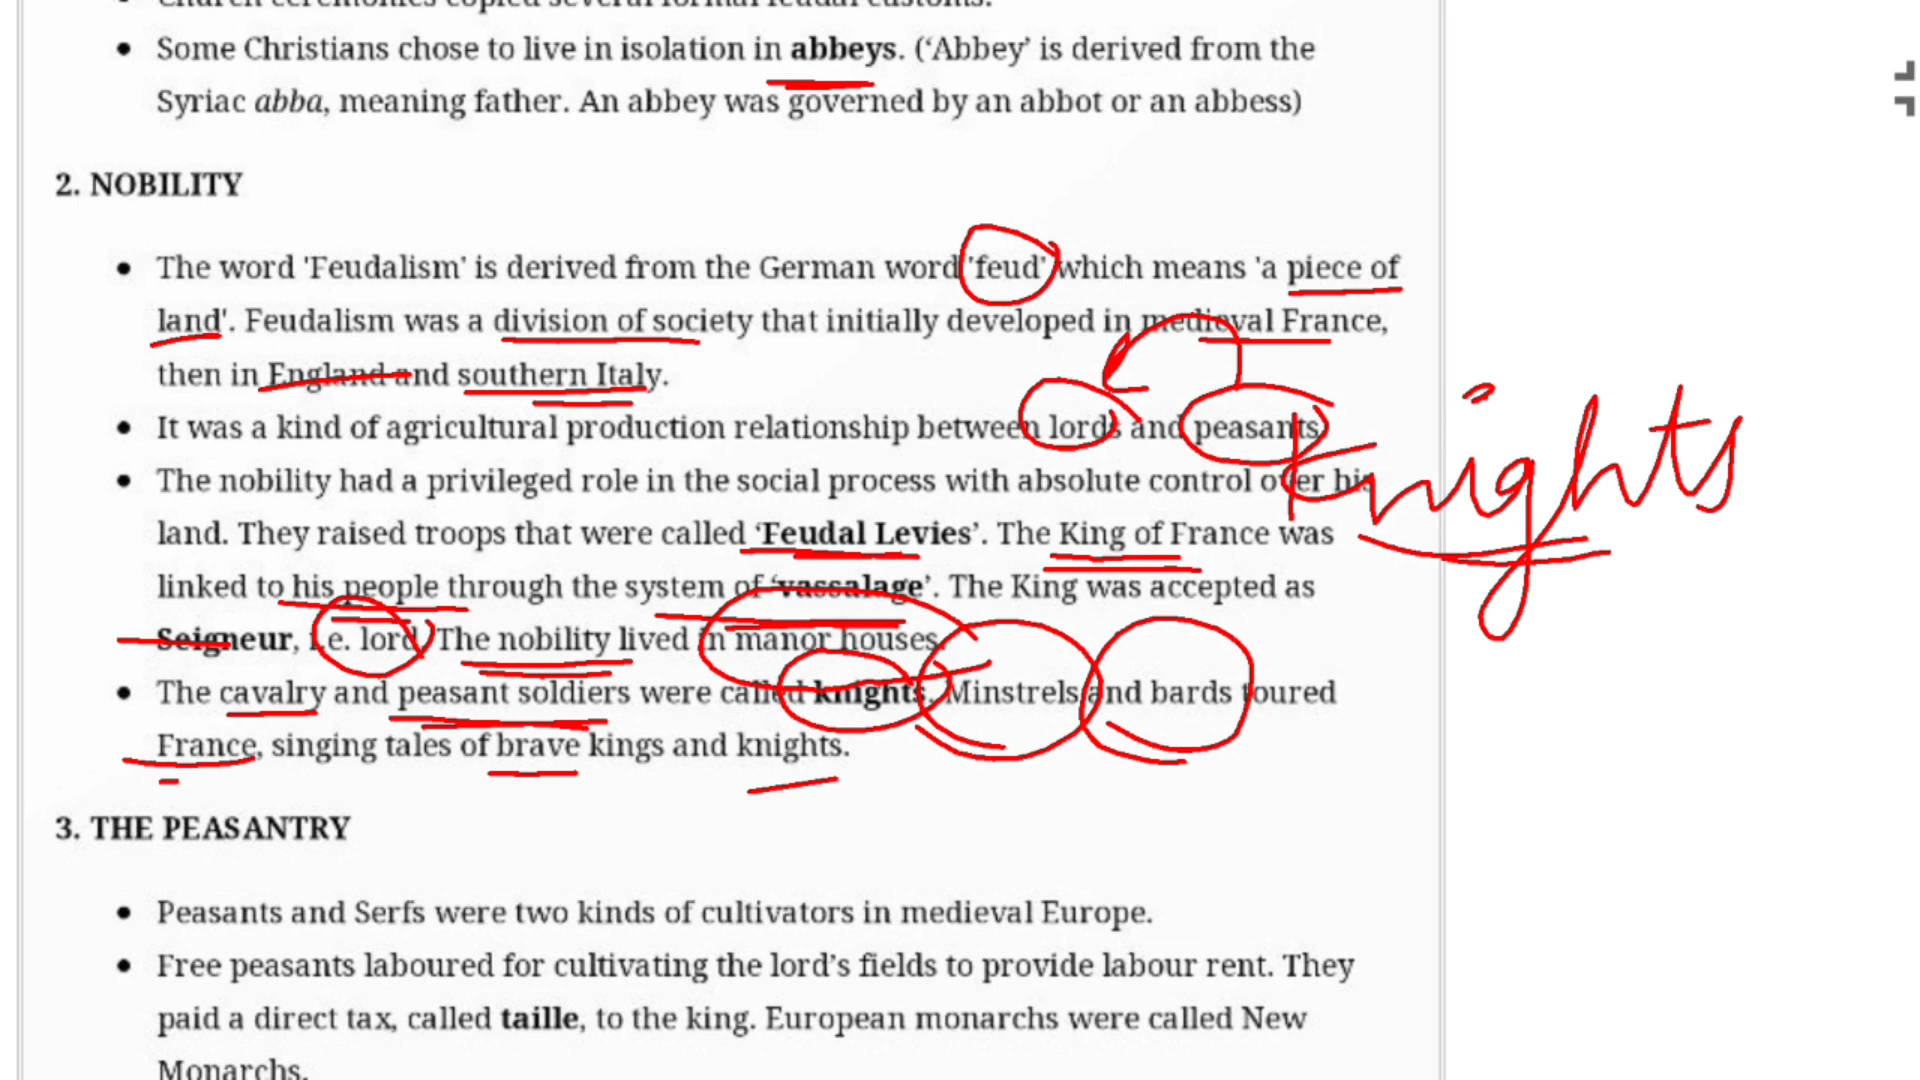 Church ceremonies copied several formal feudal customs.
Some Christians chose to live in isolation in abbeys. (‘Abbey’ is derived from the
Syriac abba, meaning father. An abbey was governed by an abbot or an abbess)
2. NOBILITY
The word 'Feudalism' is derived from the German word 'feud' which means 'a piece of
land'. Feudalism was a division of society that initially developed in medieval France,
then in England and southern Italy.
It was a kind of agricultural production relationship between lords and peasants.
knights
The nobility had a privileged role in the social process with absolute control over his
land. They raised troops that were called ‘Feudal Levies’. The King of France was
linked to his people through the system of ‘vassalage’. The King was accepted as
Seigneur, i.e. lord. The nobility lived in manor houses.
The cavalry and peasant soldiers were called knights. Minstrels and bards toured
France, singing tales of brave kings and knights.
3. THE PEASANTRY
Peasants and Serfs were two kinds of cultivators in medieval Europe.
Free peasants laboured for cultivating the lord’s fields to provide labour rent. They
paid a direct tax, called taille, to the king. European monarchs were called New
Monarchs.